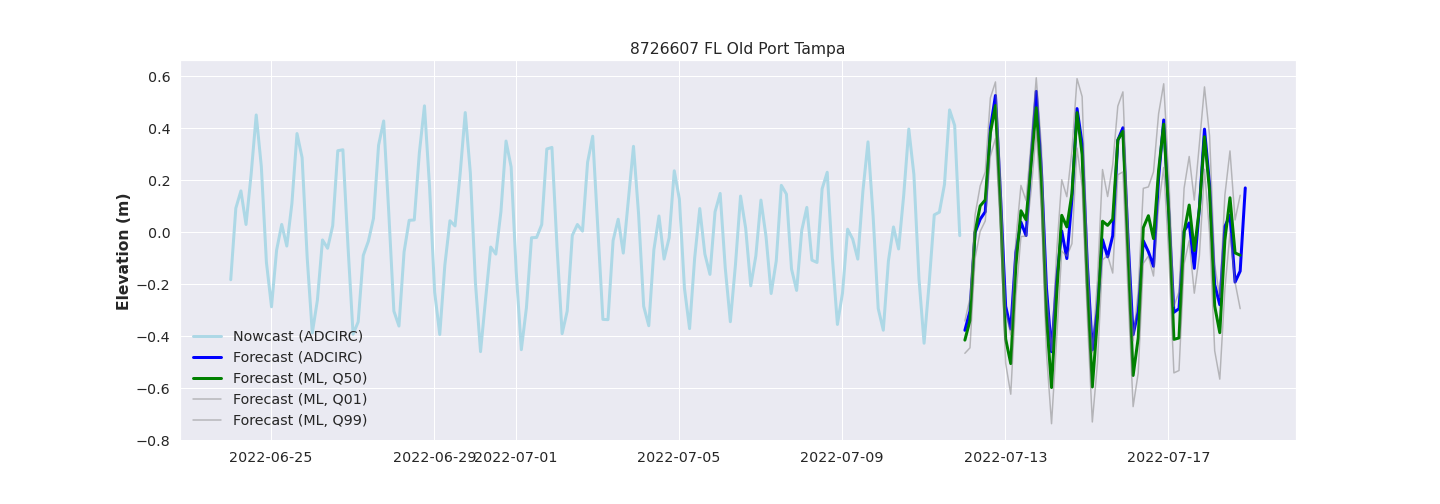 8726607 FL Old Port Tampa
Elevation (m)
0.6
0.4
0.2
0.0
−0.2
−0.4
−0.6
−0.8
Nowcast (ADCIRC)
Forecast (ADCIRC)
Forecast (ML, Q50)
Forecast (ML, Q01)
Forecast (ML, Q99)
2022-06-25 2022-06-29 2022-07-01 2022-07-05 2022-07-09 2022-07-13 2022-07-17